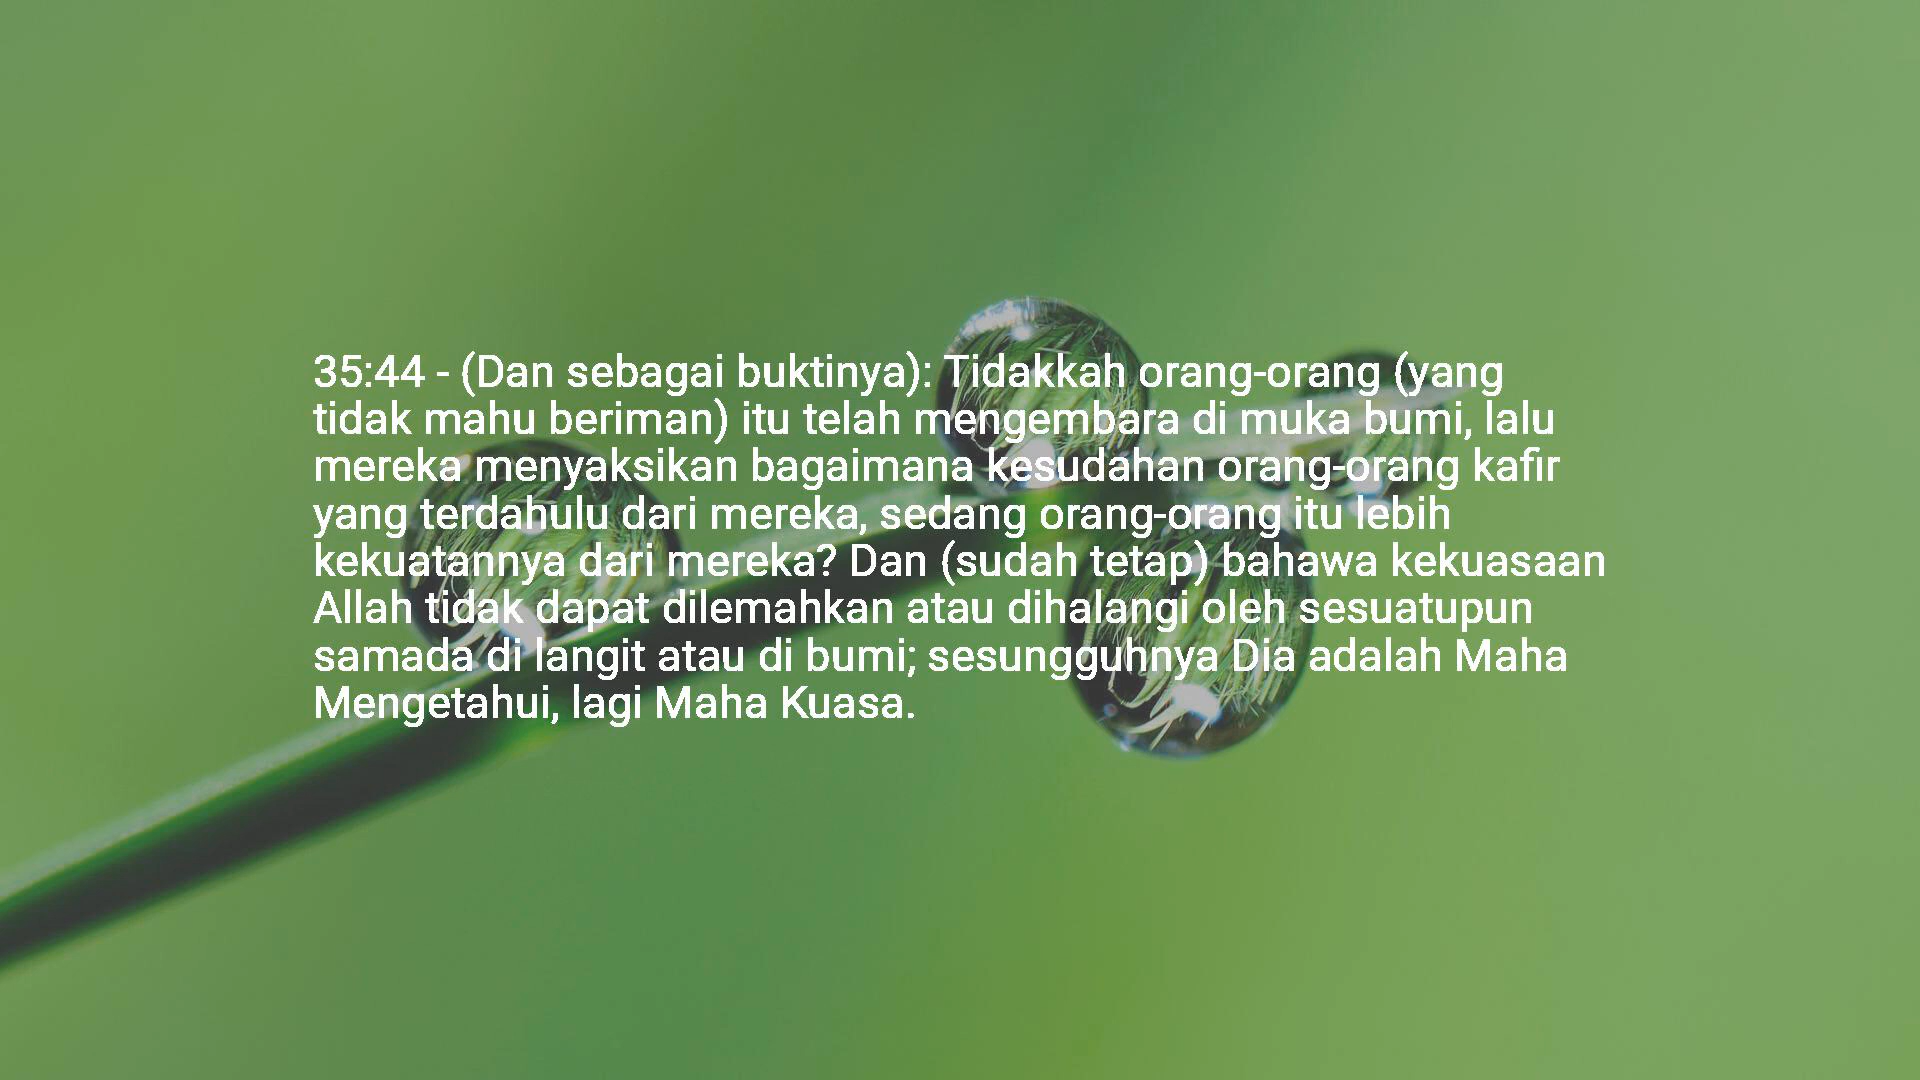 35:44 - (Dan sebagai buktinya): Tidakkah orang-orang (yang
tidak mahu beriman) itu telah mengembara di muka bumi, lalu
mereka menyaksikan bagaimana kesudahan orang-orang kafir
yang terdahulu dari mereka, sedang orang-orang itu lebih
kekuatannya dari mereka? Dan (sudah tetap) bahawa kekuasaan
Allah tidak dapat dilemahkan atau dihalangi oleh sesuatupun
samada di langit atau di bumi; sesungguhnya Dia adalah Maha
Mengetahui, lagi Maha Kuasa.